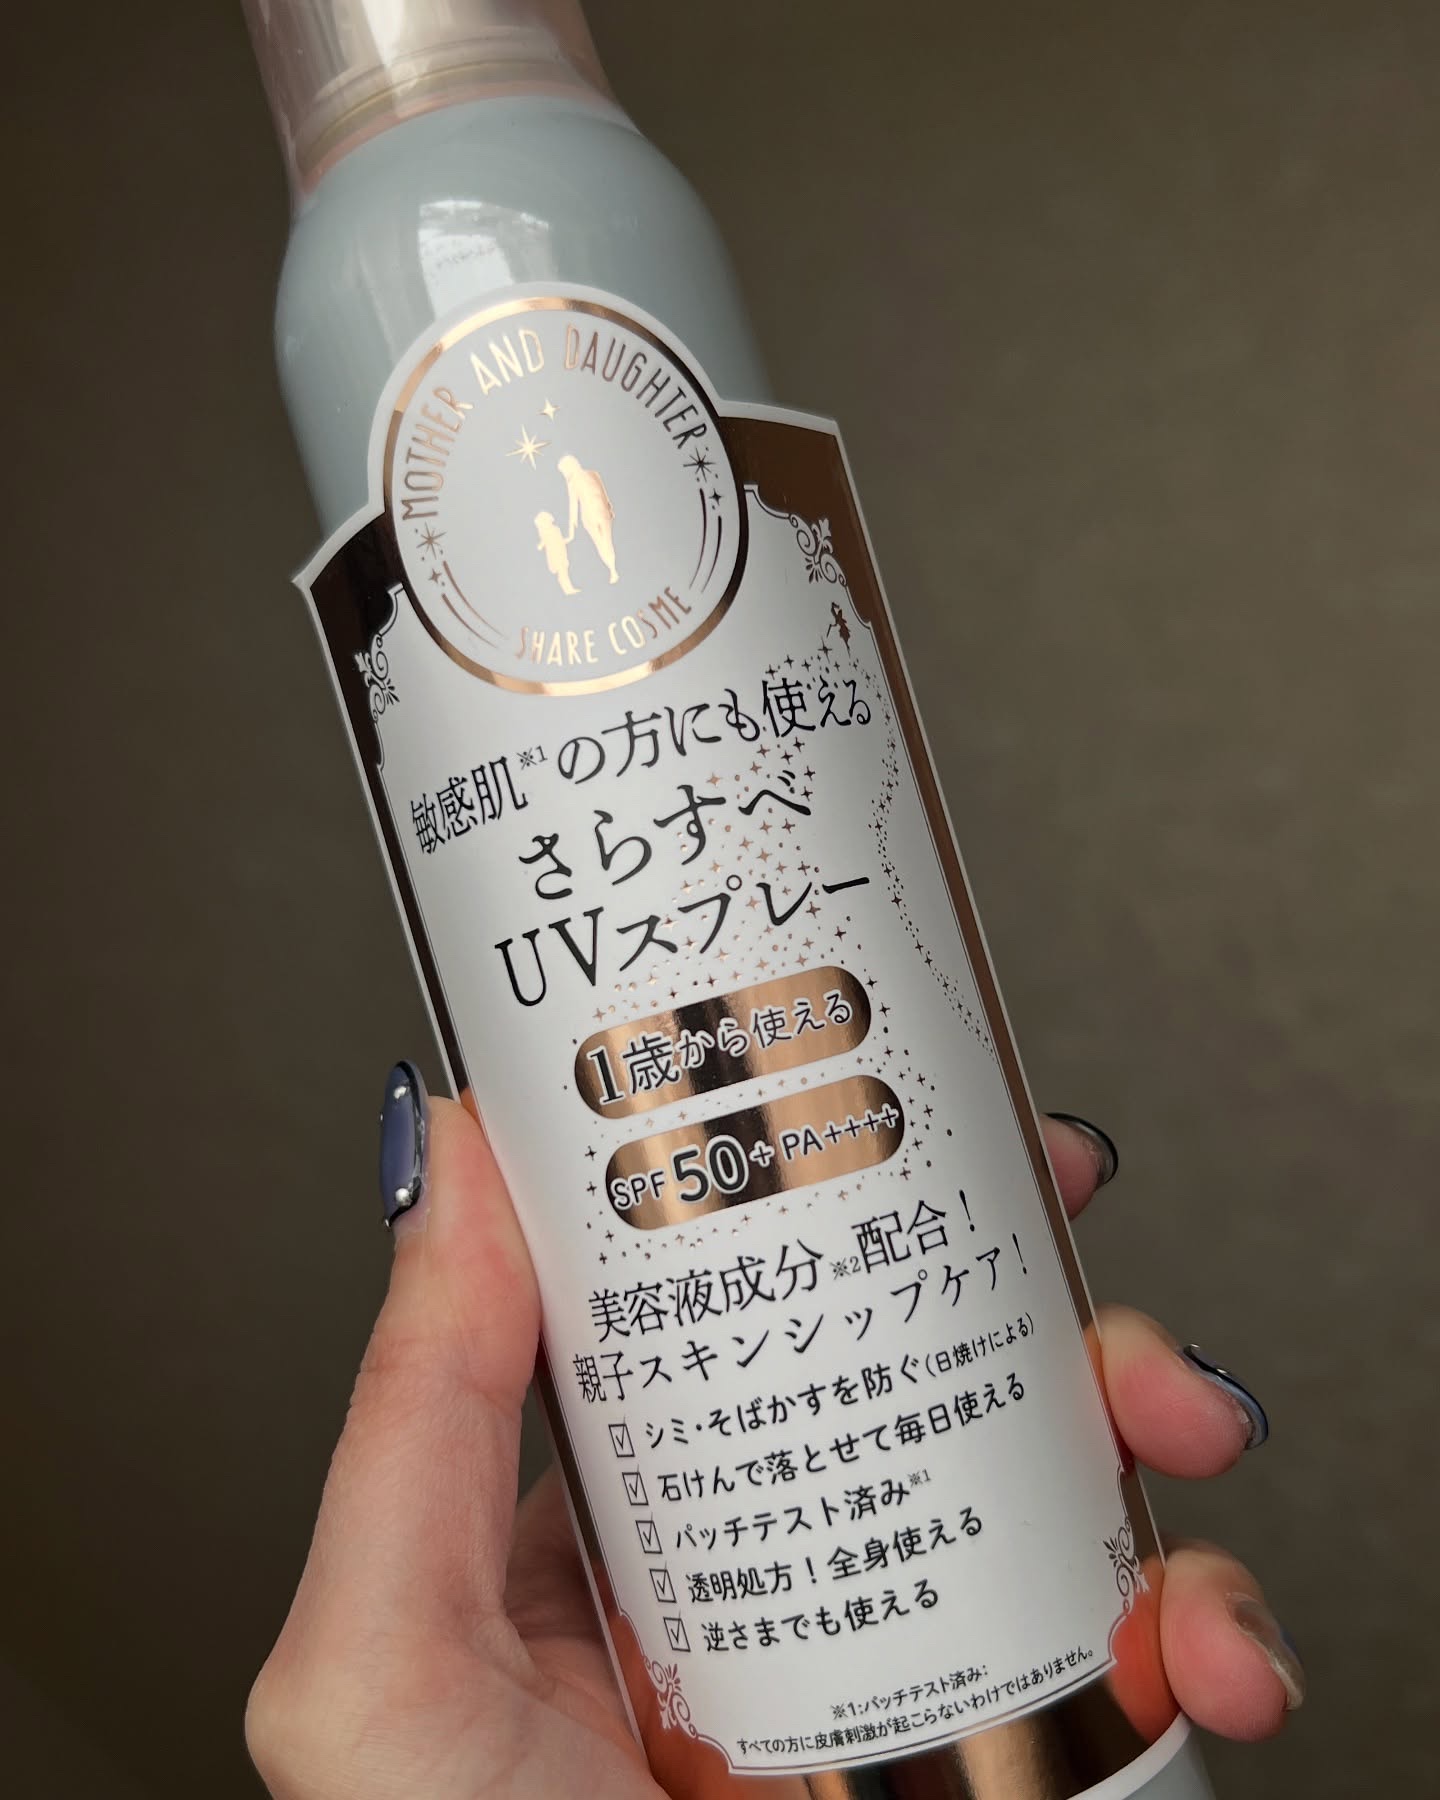 MOTHER AND DAUGHTER
SHARE COSME
敏感肌※1の方にも使える
さらすべ
UVスプレー
1歳から使える
SPF50+ PA++++
美容液成分※2配合！
親子スキンシップケア！
シミ・そばかすを防ぐ(日焼けによる)
石けんで落とせて毎日使える
パッチテスト済み※1
透明処方！全身使える
逆さまでも使える
※1:パッチテスト済み:
すべての方に皮膚刺激が起こらないわけではありません。